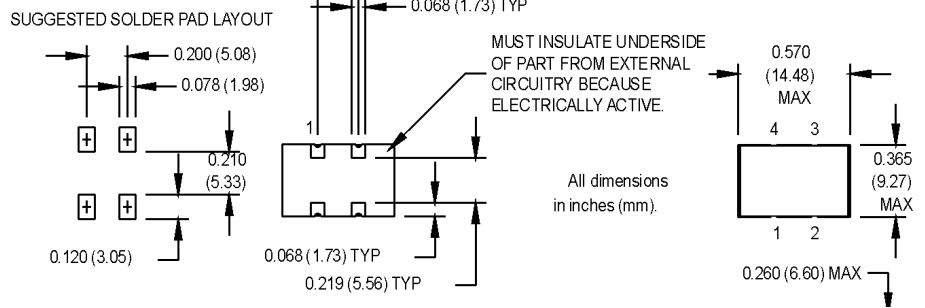 0.068 (1.73) TYP
SUGGESTED SOLDER PAD LAYOUT
0.200 (5.08)
0.078 (1.98)
MUST INSULATE UNDERSIDE
OF PART FROM EXTERNAL
CIRCUITRY BECAUSE
ELECTRICALLY ACTIVE.
0.570
(14.48)
MAX
1
4 3
0.210
(5.33)
0.365
(9.27)
MAX
All dimensions
in inches (mm).
1 2
0.120 (3.05)
0.068 (1.73) TYP
0.219 (5.56) TYP
0.260 (6.60) MAX